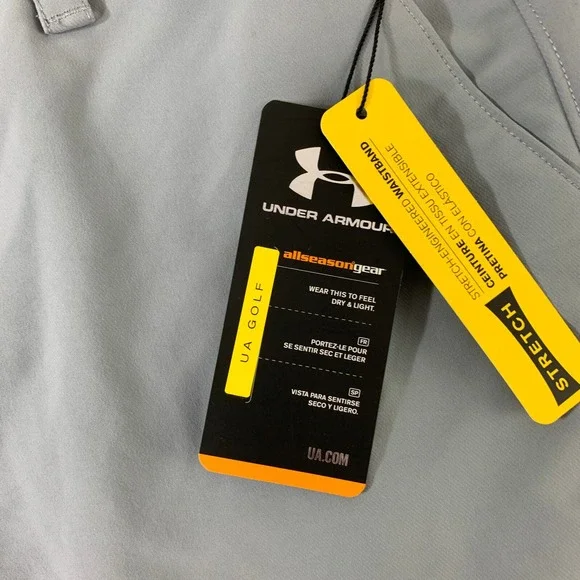 UNDER ARMOUR
allseasongear
WEAR THIS TO FEEL
DRY & LIGHT.
FR
PORTEZ-LE POUR
SE SENTIR SEC ET LEGER
SP
VISTA PARA SENTIRSE
SECO Y LIGERO.
UA.COM
UA GOLF
STRETCH
STRETCH-ENGINEERED WAISTBAND
CEINTURE EN TISSU EXTENSIBLE
PRETINA CON ELASTICO